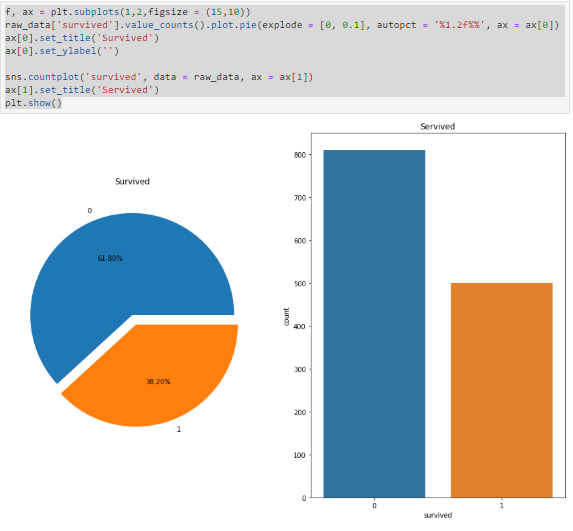 f, ax = plt.subplots(1,2,figsize = (15,10))
raw_data['survived'].value_counts().plot.pie(explode = [0, 0.1], autopct = '%1.2f%%', ax = ax[0])
ax[0].set_title('Survived')
ax[0].set_ylabel('')
sns.countplot('survived', data = raw_data, ax = ax[1])
ax[1].set_title('Servived')
plt.show()
Survived
0
61.80%
38.20%
1
Servived
800
700
600
500
400
300
200
100
0
count
0 1
survived